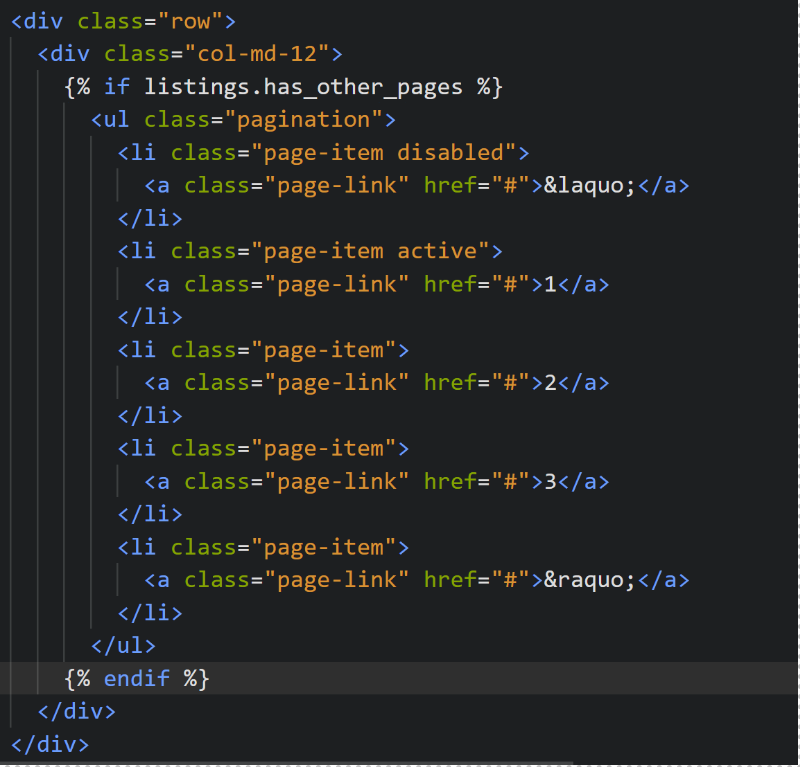 <div class="row">
  <div class="col-md-12">
    {% if listings.has_other_pages %}
      <ul class="pagination">
        <li class="page-item disabled">
          <a class="page-link" href="#">&laquo;</a>
        </li>
        <li class="page-item active">
          <a class="page-link" href="#">1</a>
        </li>
        <li class="page-item">
          <a class="page-link" href="#">2</a>
        </li>
        <li class="page-item">
          <a class="page-link" href="#">3</a>
        </li>
        <li class="page-item">
          <a class="page-link" href="#">&raquo;</a>
        </li>
      </ul>
    {% endif %}
  </div>
</div>